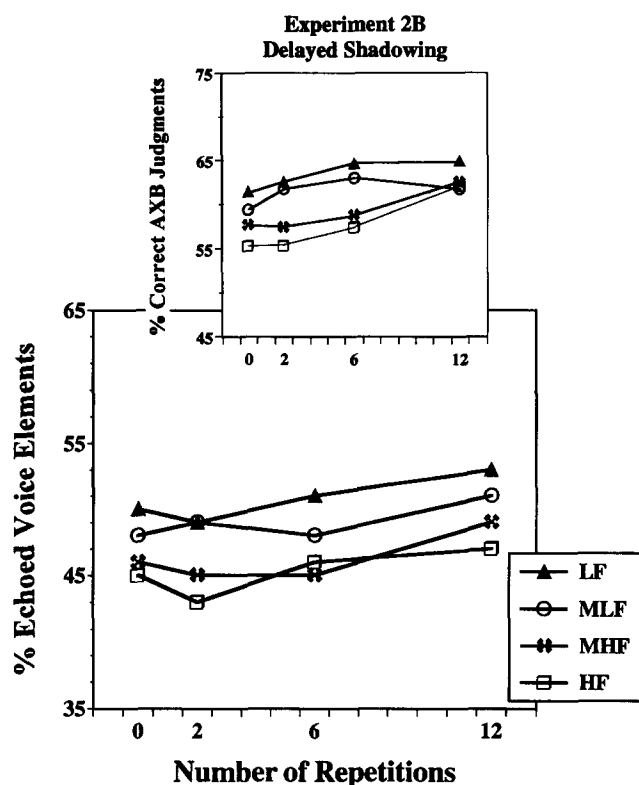 Experiment 2B
Delayed Shadowing
% Correct AXB Judgments
75
65
55
45
0 2 6 12
% Echoed Voice Elements
65
55
45
35
0 2 6 12
Number of Repetitions
LF
MLF
MHF
HF